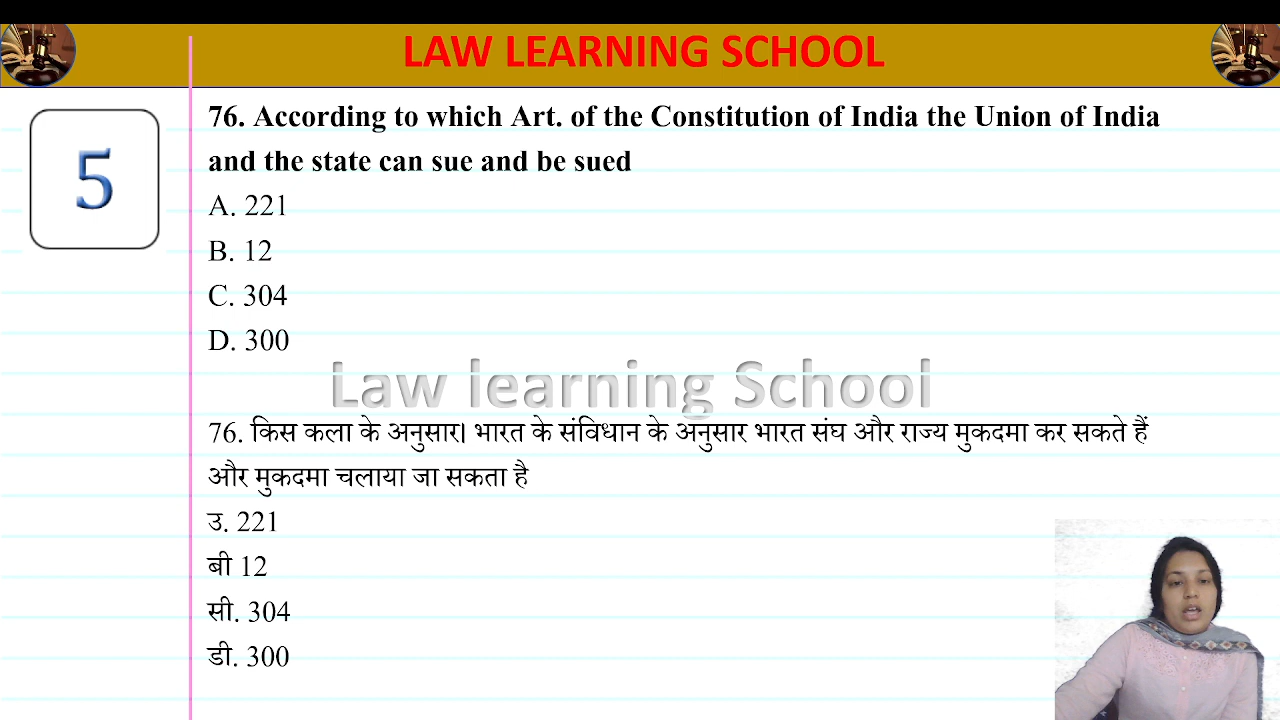 LAW LEARNING SCHOOL
5
76. According to which Art. of the Constitution of India the Union of India
and the state can sue and be sued
A. 221
B. 12
C. 304
D. 300
Law learning School
76. किस कला के अनुसार। भारत के संविधान के अनुसार भारत संघ और राज्य मुकदमा कर सकते हैं
और मुकदमा चलाया जा सकता है
उ. 221
बी 12
सी. 304
डी. 300